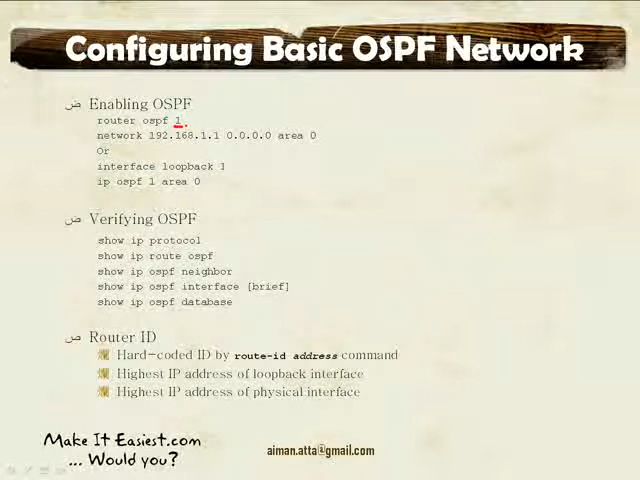 Configuring Basic OSPF Network
ض Enabling OSPF
router ospf 1
network 192.168.1.1 0.0.0.0 area 0
Or
interface loopback 1
ip ospf 1 area 0
ض Verifying OSPF
show ip protocol
show ip route ospf
show ip ospf neighbor
show ip ospf interface [brief]
show ip ospf database
ض Router ID
Hard-coded ID by route-id address command
Highest IP address of loopback interface
Highest IP address of physical interface
Make It Easiest.com
... Would you?
aiman.atta@gmail.com